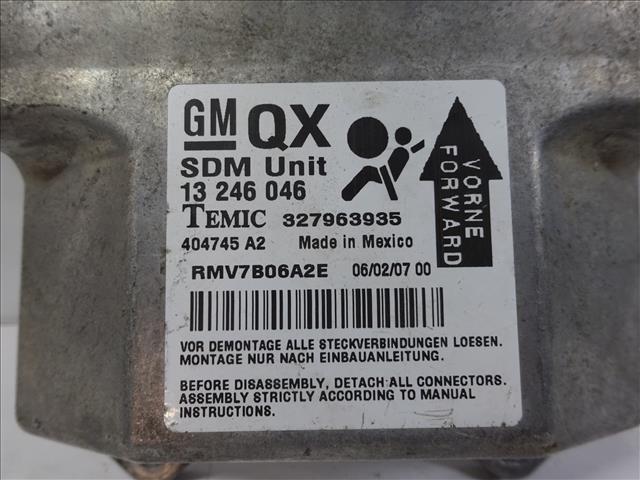 GM QX
SDM Unit
13 246 046
TEMIC 327963935
404745 A2 Made in Mexico
RMV7B06A2E 06/02/07 00
VORNE
FORWARD
VOR DEMONTAGE ALLE STECKVERBINDUNGEN LOESEN.
MONTAGE NUR NACH EINBAUANLEITUNG.
BEFORE DISASSEMBLY, DETACH ALL CONNECTORS.
ASSEMBLY STRICTLY ACCORDING TO MANUAL
INSTRUCTIONS.